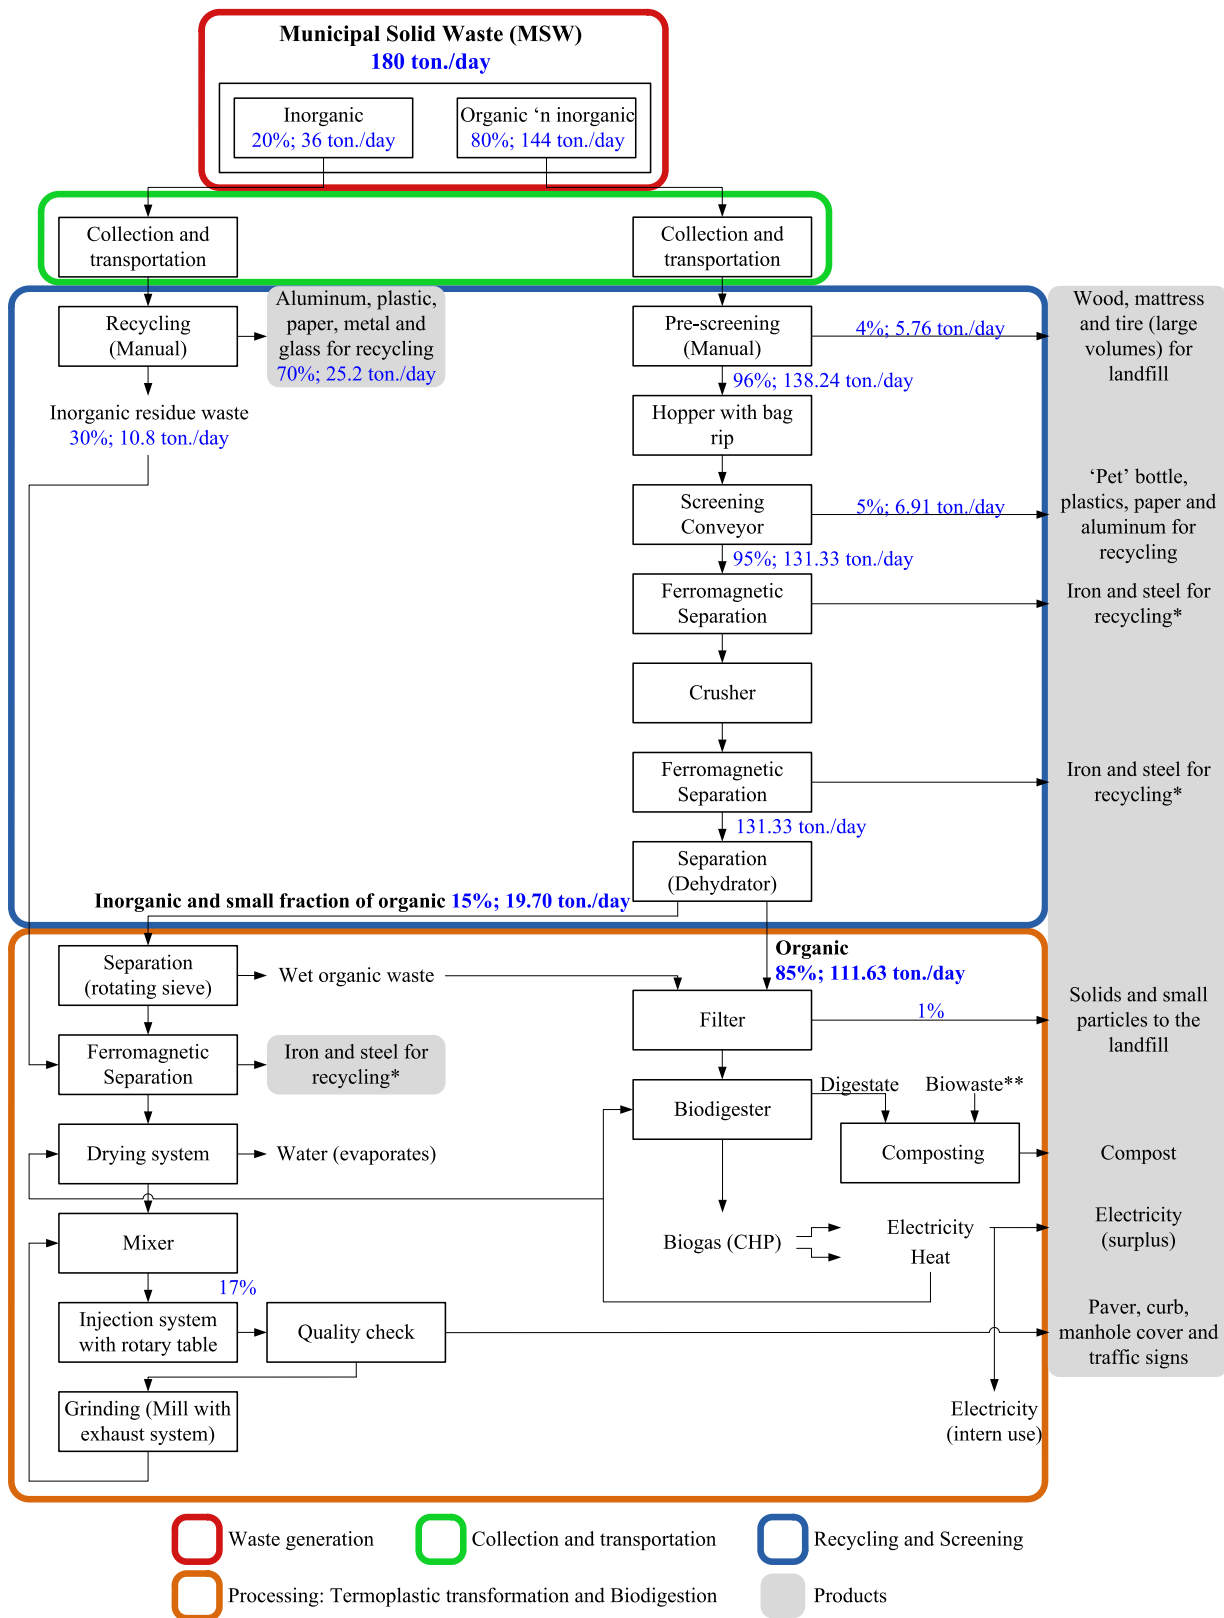 Municipal Solid Waste (MSW)
180 ton./day
Inorganic
20%; 36 ton./day
Organic ‘n inorganic
80%; 144 ton./day
Collection and
transportation
Collection and
transportation
Recycling
(Manual)
Aluminum, plastic,
paper, metal and
glass for recycling
70%; 25.2 ton./day
Pre-screening
(Manual)
4%; 5.76 ton./day
Wood, mattress
and tire (large
volumes) for
landfill
96%; 138.24 ton./day
Inorganic residue waste
30%; 10.8 ton./day
Hopper with bag
rip
Screening
Conveyor
5%; 6.91 ton./day
‘Pet’ bottle,
plastics, paper and
aluminum for
recycling
95%; 131.33 ton./day
Ferromagnetic
Separation
Iron and steel for
recycling*
Crusher
Ferromagnetic
Separation
Iron and steel for
recycling*
131.33 ton./day
Separation
(Dehydrator)
Inorganic and small fraction of organic 15%; 19.70 ton./day
Organic
85%; 111.63 ton./day
Separation
(rotating sieve)
Wet organic waste
Filter
1%
Solids and small
particles to the
landfill
Ferromagnetic
Separation
Iron and steel for
recycling*
Biodigester
Digestate
Biowaste**
Drying system
Water (evaporates)
Composting
Compost
Mixer
Biogas (CHP)
Electricity
Heat
Electricity
(surplus)
17%
Injection system
with rotary table
Quality check
Paver, curb,
manhole cover and
traffic signs
Grinding (Mill with
exhaust system)
Electricity
(intern use)
Waste generation
Collection and transportation
Recycling and Screening
Processing: Termoplastic transformation and Biodigestion
Products